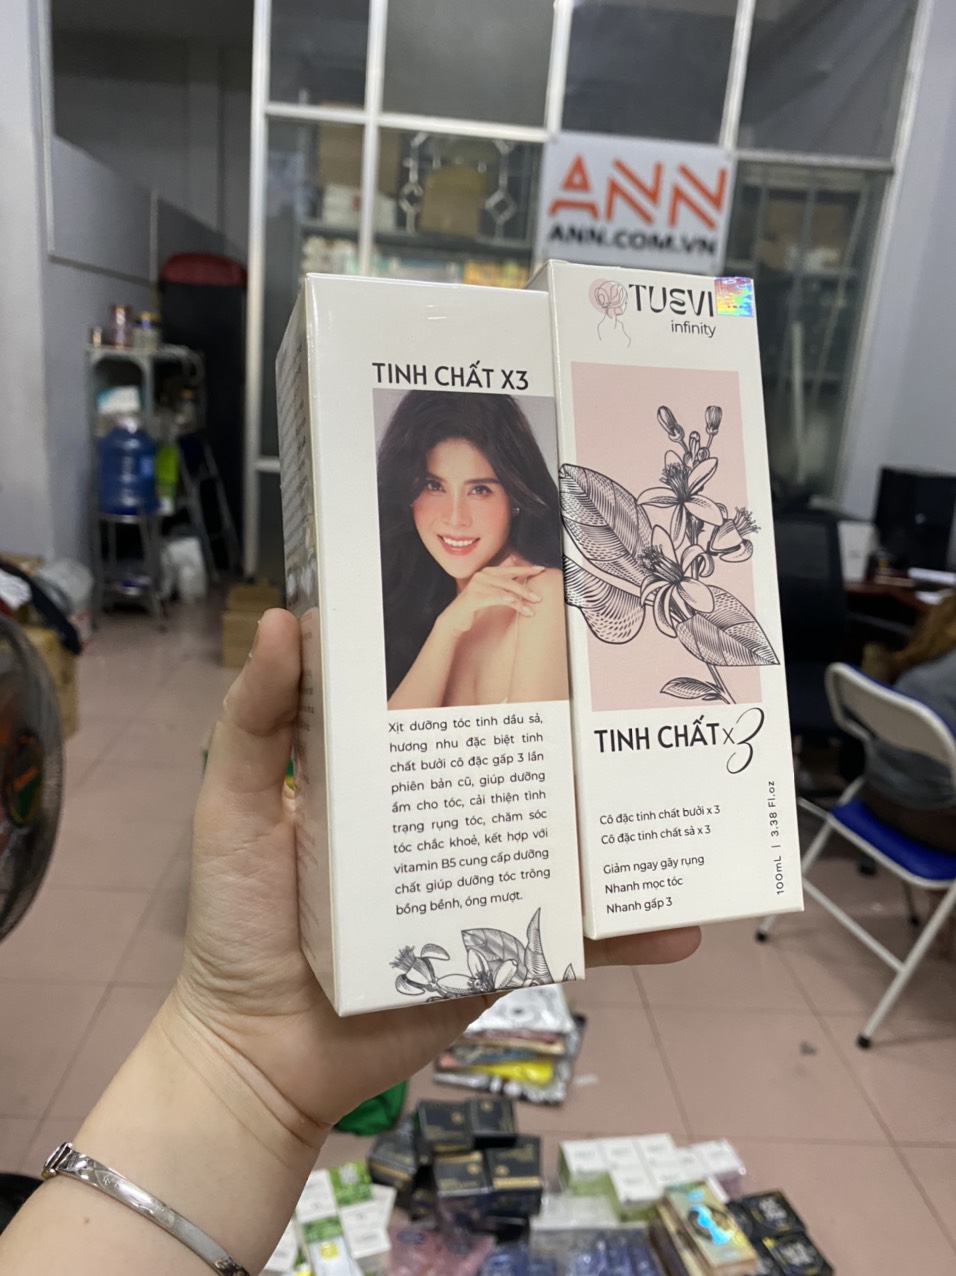 ANN
ANN.COM.VN
TUEVI
infinity
TINH CHẤT X3
Xịt dưỡng tóc tinh dầu sả,
hương nhu đặc biệt tinh
chất bưởi cô đặc gấp 3 lần
phiên bản cũ, giúp dưỡng
ẩm cho tóc, cải thiện tình
trạng rụng tóc, chăm sóc
tóc chắc khoẻ, kết hợp với
vitamin B5 cung cấp dưỡng
chất giúp dưỡng tóc trông
bồng bềnh, óng mượt.
TINH CHẤT x3
Cô đặc tinh chất bưởi x 3
Cô đặc tinh chất sả x 3
Giảm ngay gãy rụng
Nhanh mọc tóc
Nhanh gấp 3
100mL | 3.38 Fl.oz